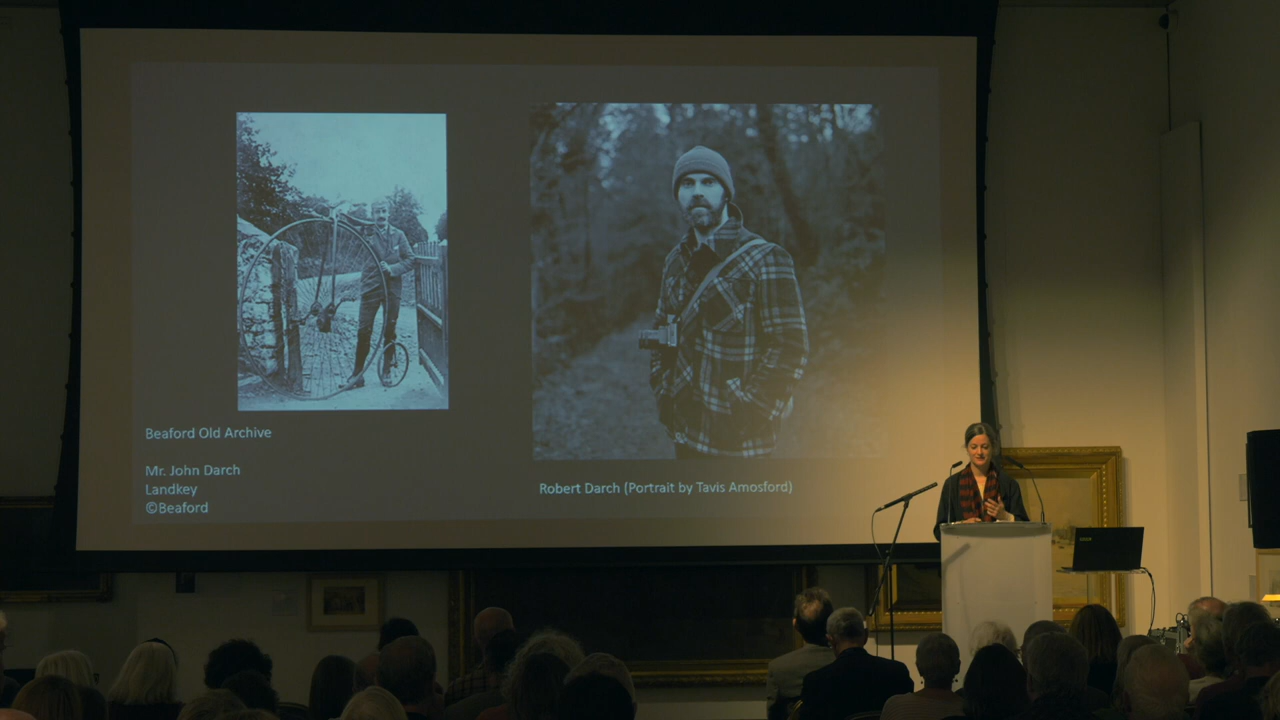 Beaford Old Archive
Mr. John Darch
Landkey
©Beaford
Robert Darch (Portrait by Tavis Amosford)